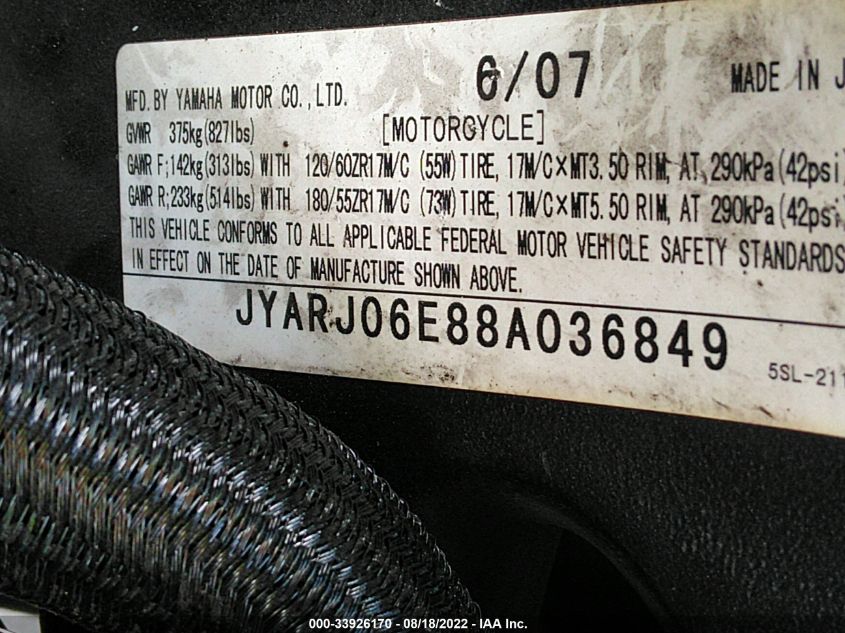 6/07
MADE IN J
MFD. BY YAMAHA MOTOR CO., LTD.
GVWR 375kg(827lbs) [MOTORCYCLE]
GAWR F;142kg(313lbs) WITH 120/60ZR17M/C (55W)TIRE, 17M/C×MT3.50 RIM, AT 290kPa(42psi)
GAWR R;233kg(514lbs) WITH 180/55ZR17M/C (73W)TIRE, 17M/C×MT5.50 RIM, AT 290kPa(42psi)
THIS VEHICLE CONFORMS TO ALL APPLICABLE FEDERAL MOTOR VEHICLE SAFETY STANDARDS
IN EFFECT ON THE DATE OF MANUFACTURE SHOWN ABOVE.
JYARJ06E88A036849
5SL-211
000-33926170 - 08/18/2022 - IAA Inc.